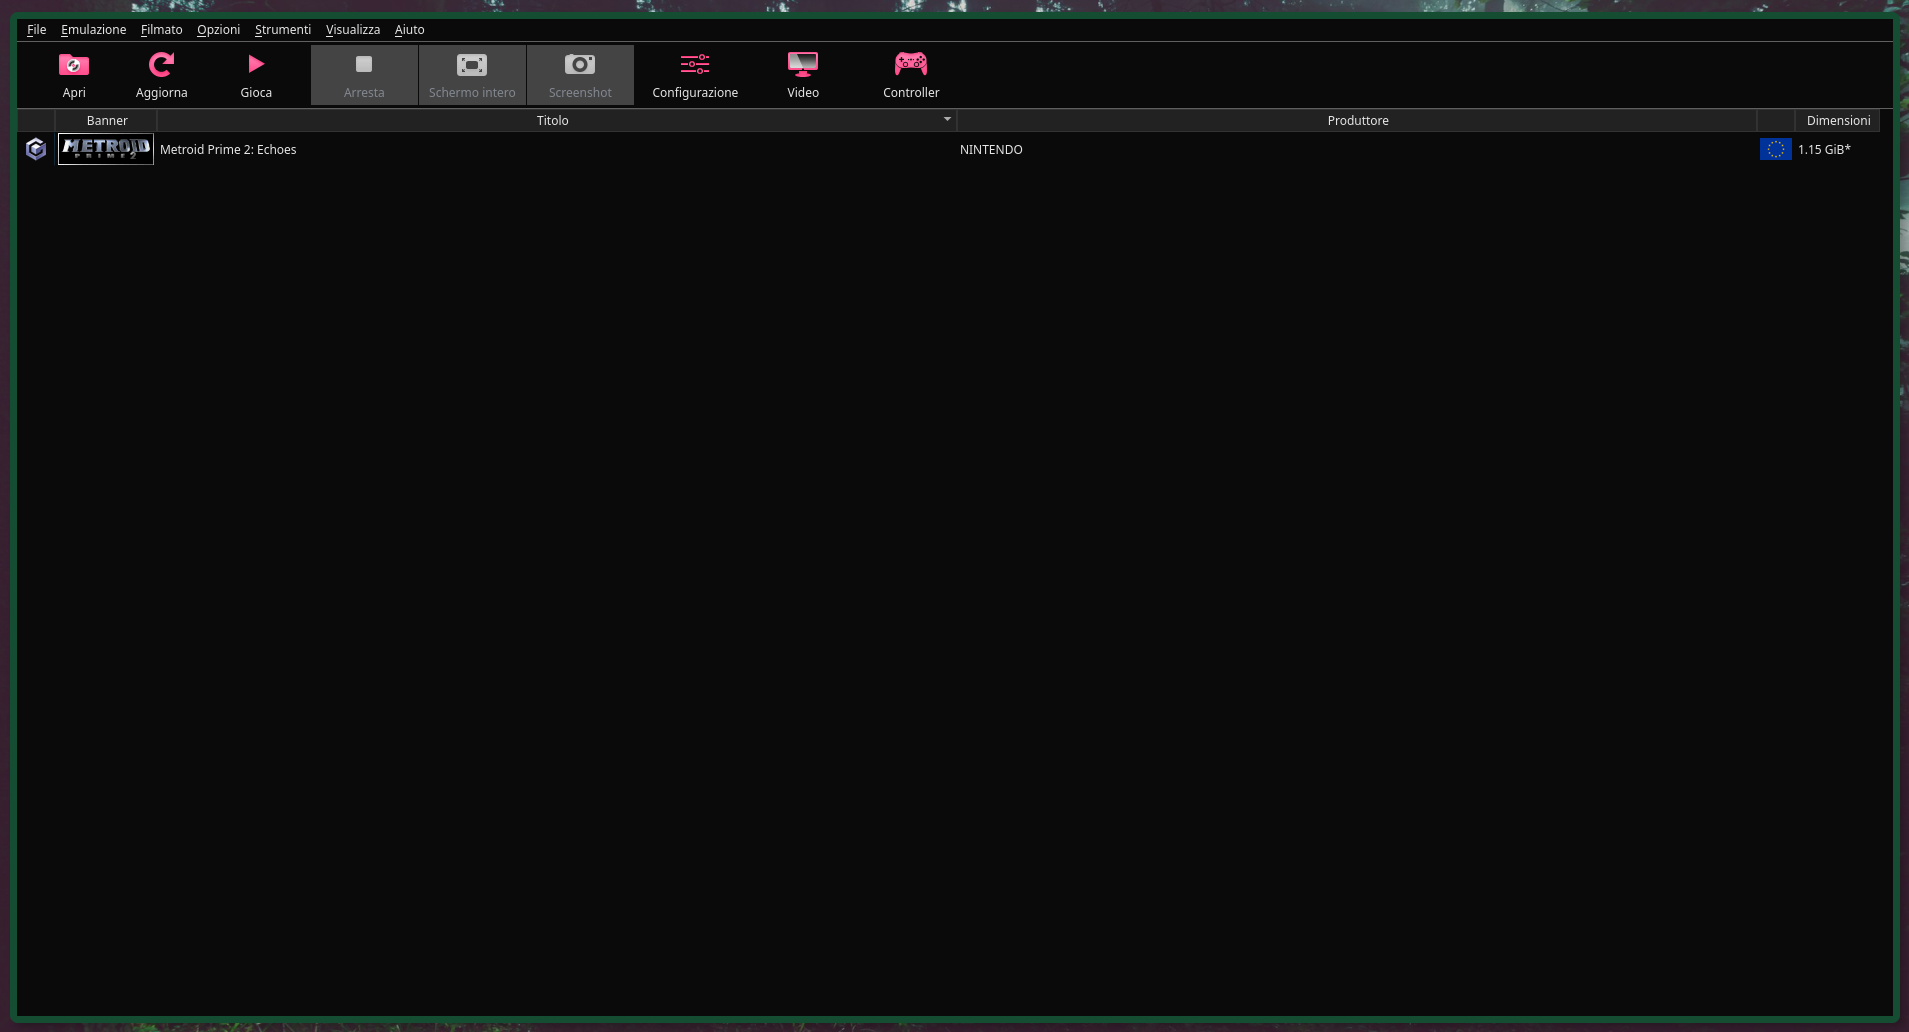 File Emulazione Filmato Opzioni Strumenti Visualizza Aiuto
Apri Aggiorna Gioca Arresta Schermo intero Screenshot Configurazione Video Controller
Banner Titolo Produttore Dimensioni
METROID PRIME 2 Metroid Prime 2: Echoes NINTENDO 1.15 GiB*